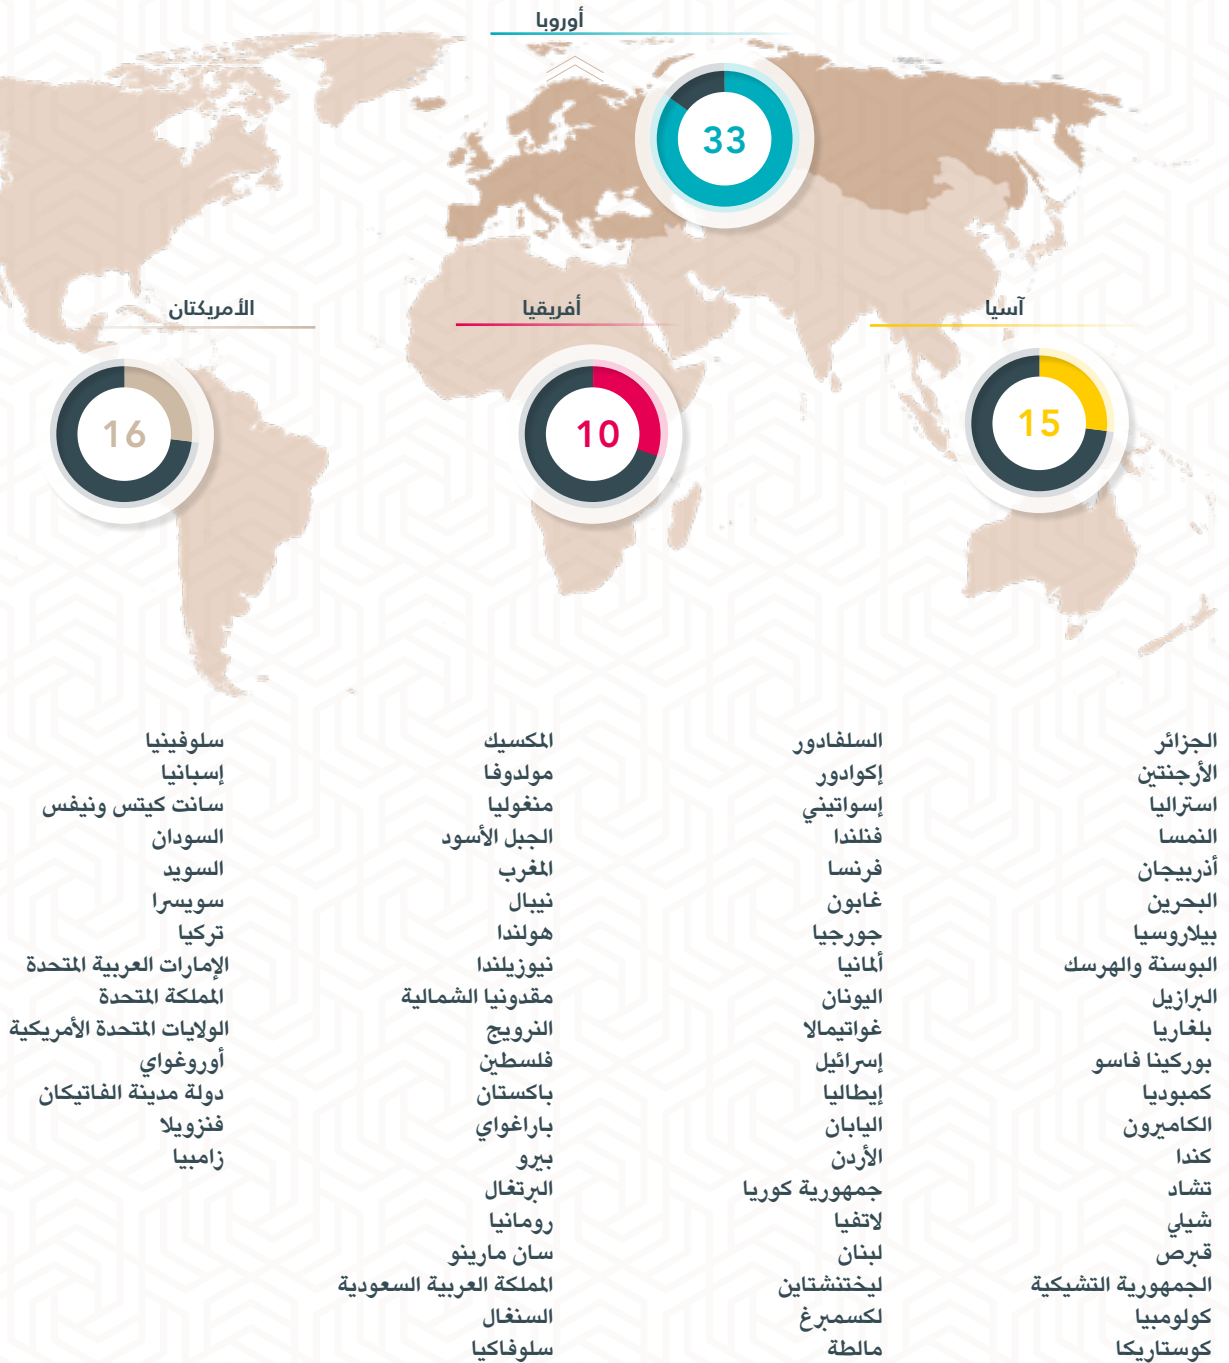 أوروبا
33
آسيا
أفريقيا
الأمريكتان
15
10
16
الجزائر
الأرجنتين
استراليا
النمسا
أذربيجان
البحرين
بيلاروسيا
البوسنة والهرسك
البرازيل
بلغاريا
بوركينا فاسو
كمبوديا
الكاميرون
كندا
تشاد
شيلي
قبرص
الجمهورية التشيكية
كولومبيا
كوستاريكا
السلفادور
إكوادور
إسواتيني
فنلندا
فرنسا
غابون
جورجيا
ألمانيا
اليونان
غواتيمالا
إسرائيل
إيطاليا
اليابان
الأردن
جمهورية كوريا
لاتفيا
لبنان
ليختنشتاين
لكسمبرغ
مالطة
المكسيك
مولدوفا
منغوليا
الجبل الأسود
المغرب
نيبال
هولندا
نيوزيلندا
مقدونيا الشمالية
النرويج
فلسطين
باكستان
باراغواي
بيرو
البرتغال
رومانيا
سان مارينو
المملكة العربية السعودية
السنغال
سلوفاكيا
سلوفينيا
إسبانيا
سانت كيتس ونيفس
السودان
السويد
سويسرا
تركيا
الإمارات العربية المتحدة
المملكة المتحدة
الولايات المتحدة الأمريكية
أوروغواي
دولة مدينة الفاتيكان
فنزويلا
زامبيا